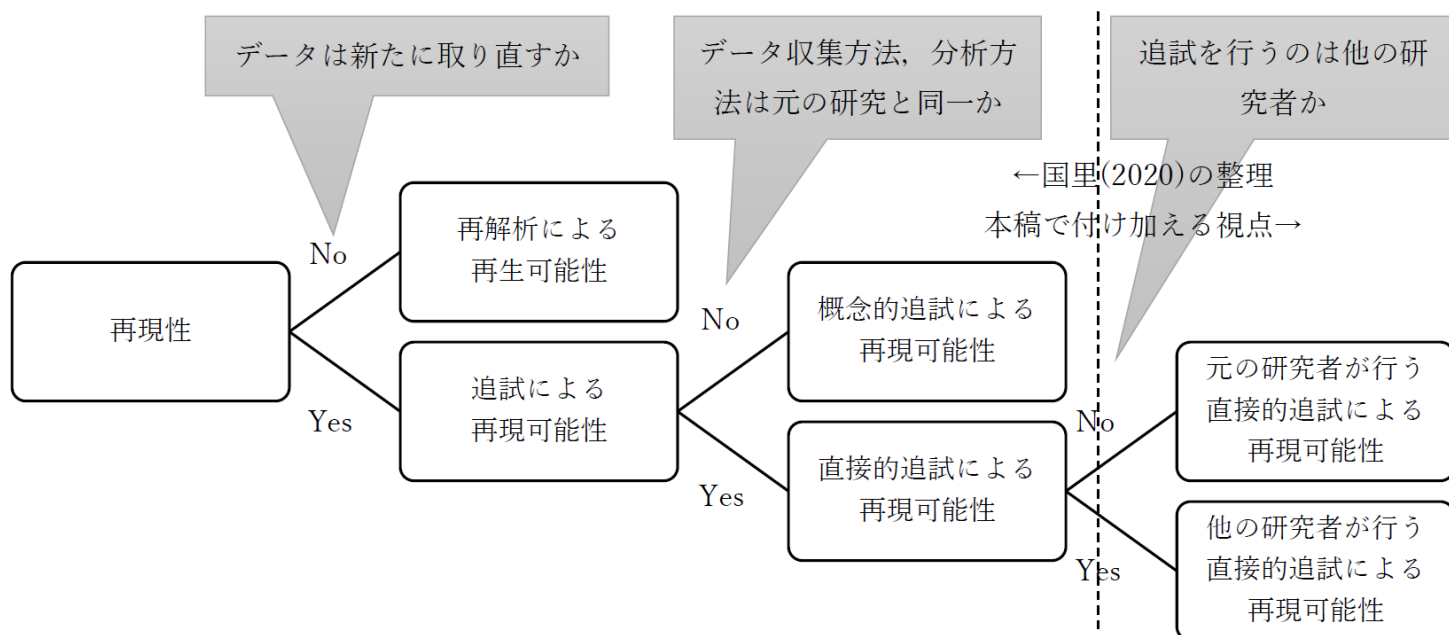 データは新たに取り直すか
データ収集方法，分析方
法は元の研究と同一か
追試を行うのは他の研
究者か
←国里(2020)の整理
本稿で付け加える視点→
再現性
No
Yes
再解析による
再生可能性
追試による
再現可能性
No
Yes
概念的追試による
再現可能性
直接的追試による
再現可能性
No
Yes
元の研究者が行う
直接的追試による
再現可能性
他の研究者が行う
直接的追試による
再現可能性